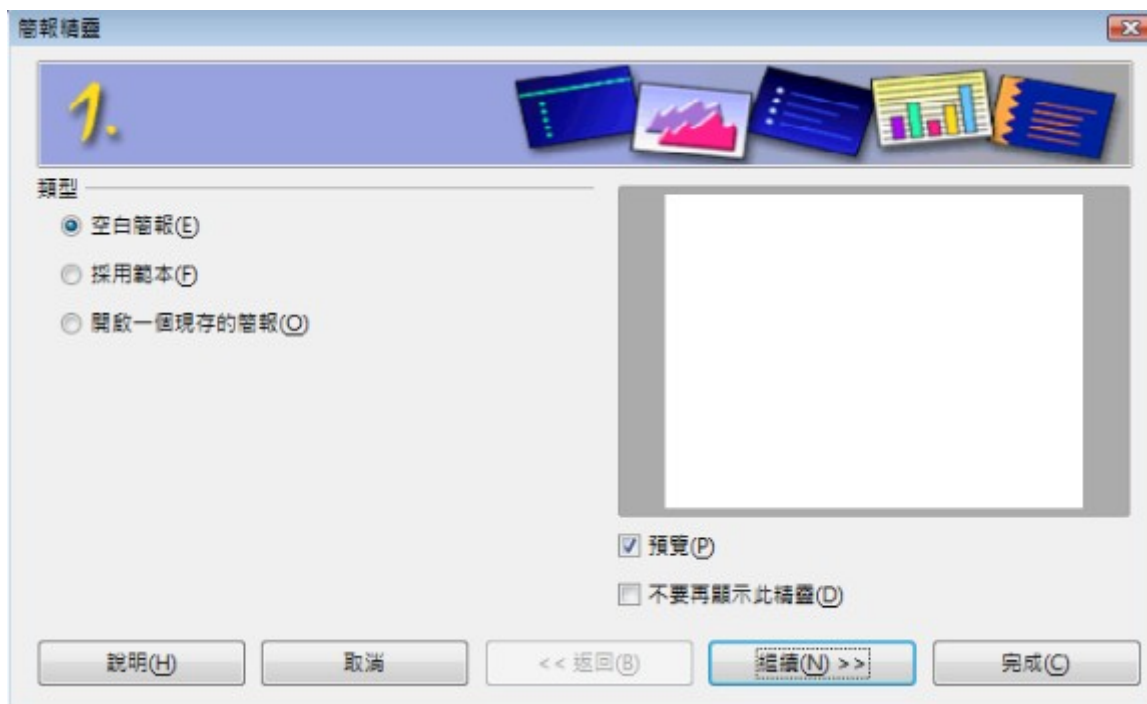 簡報精靈
1.
類型
空白簡報(E)
採用範本(F)
開啟一個現存的簡報(O)
預覽(P)
不要再顯示此精靈(D)
說明(H)
取消
<< 返回(B)
繼續(N) >>
完成(C)